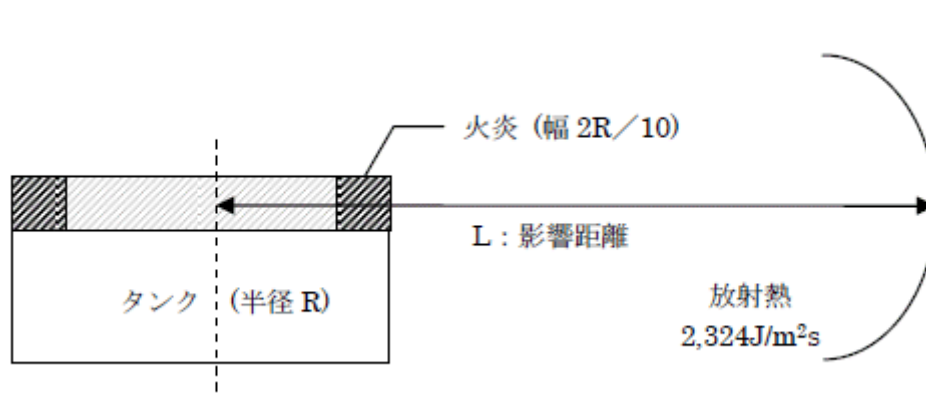 火炎 (幅 2R／10)
L：影響距離
タンク (半径 R)
放射熱
2,324J/m²s